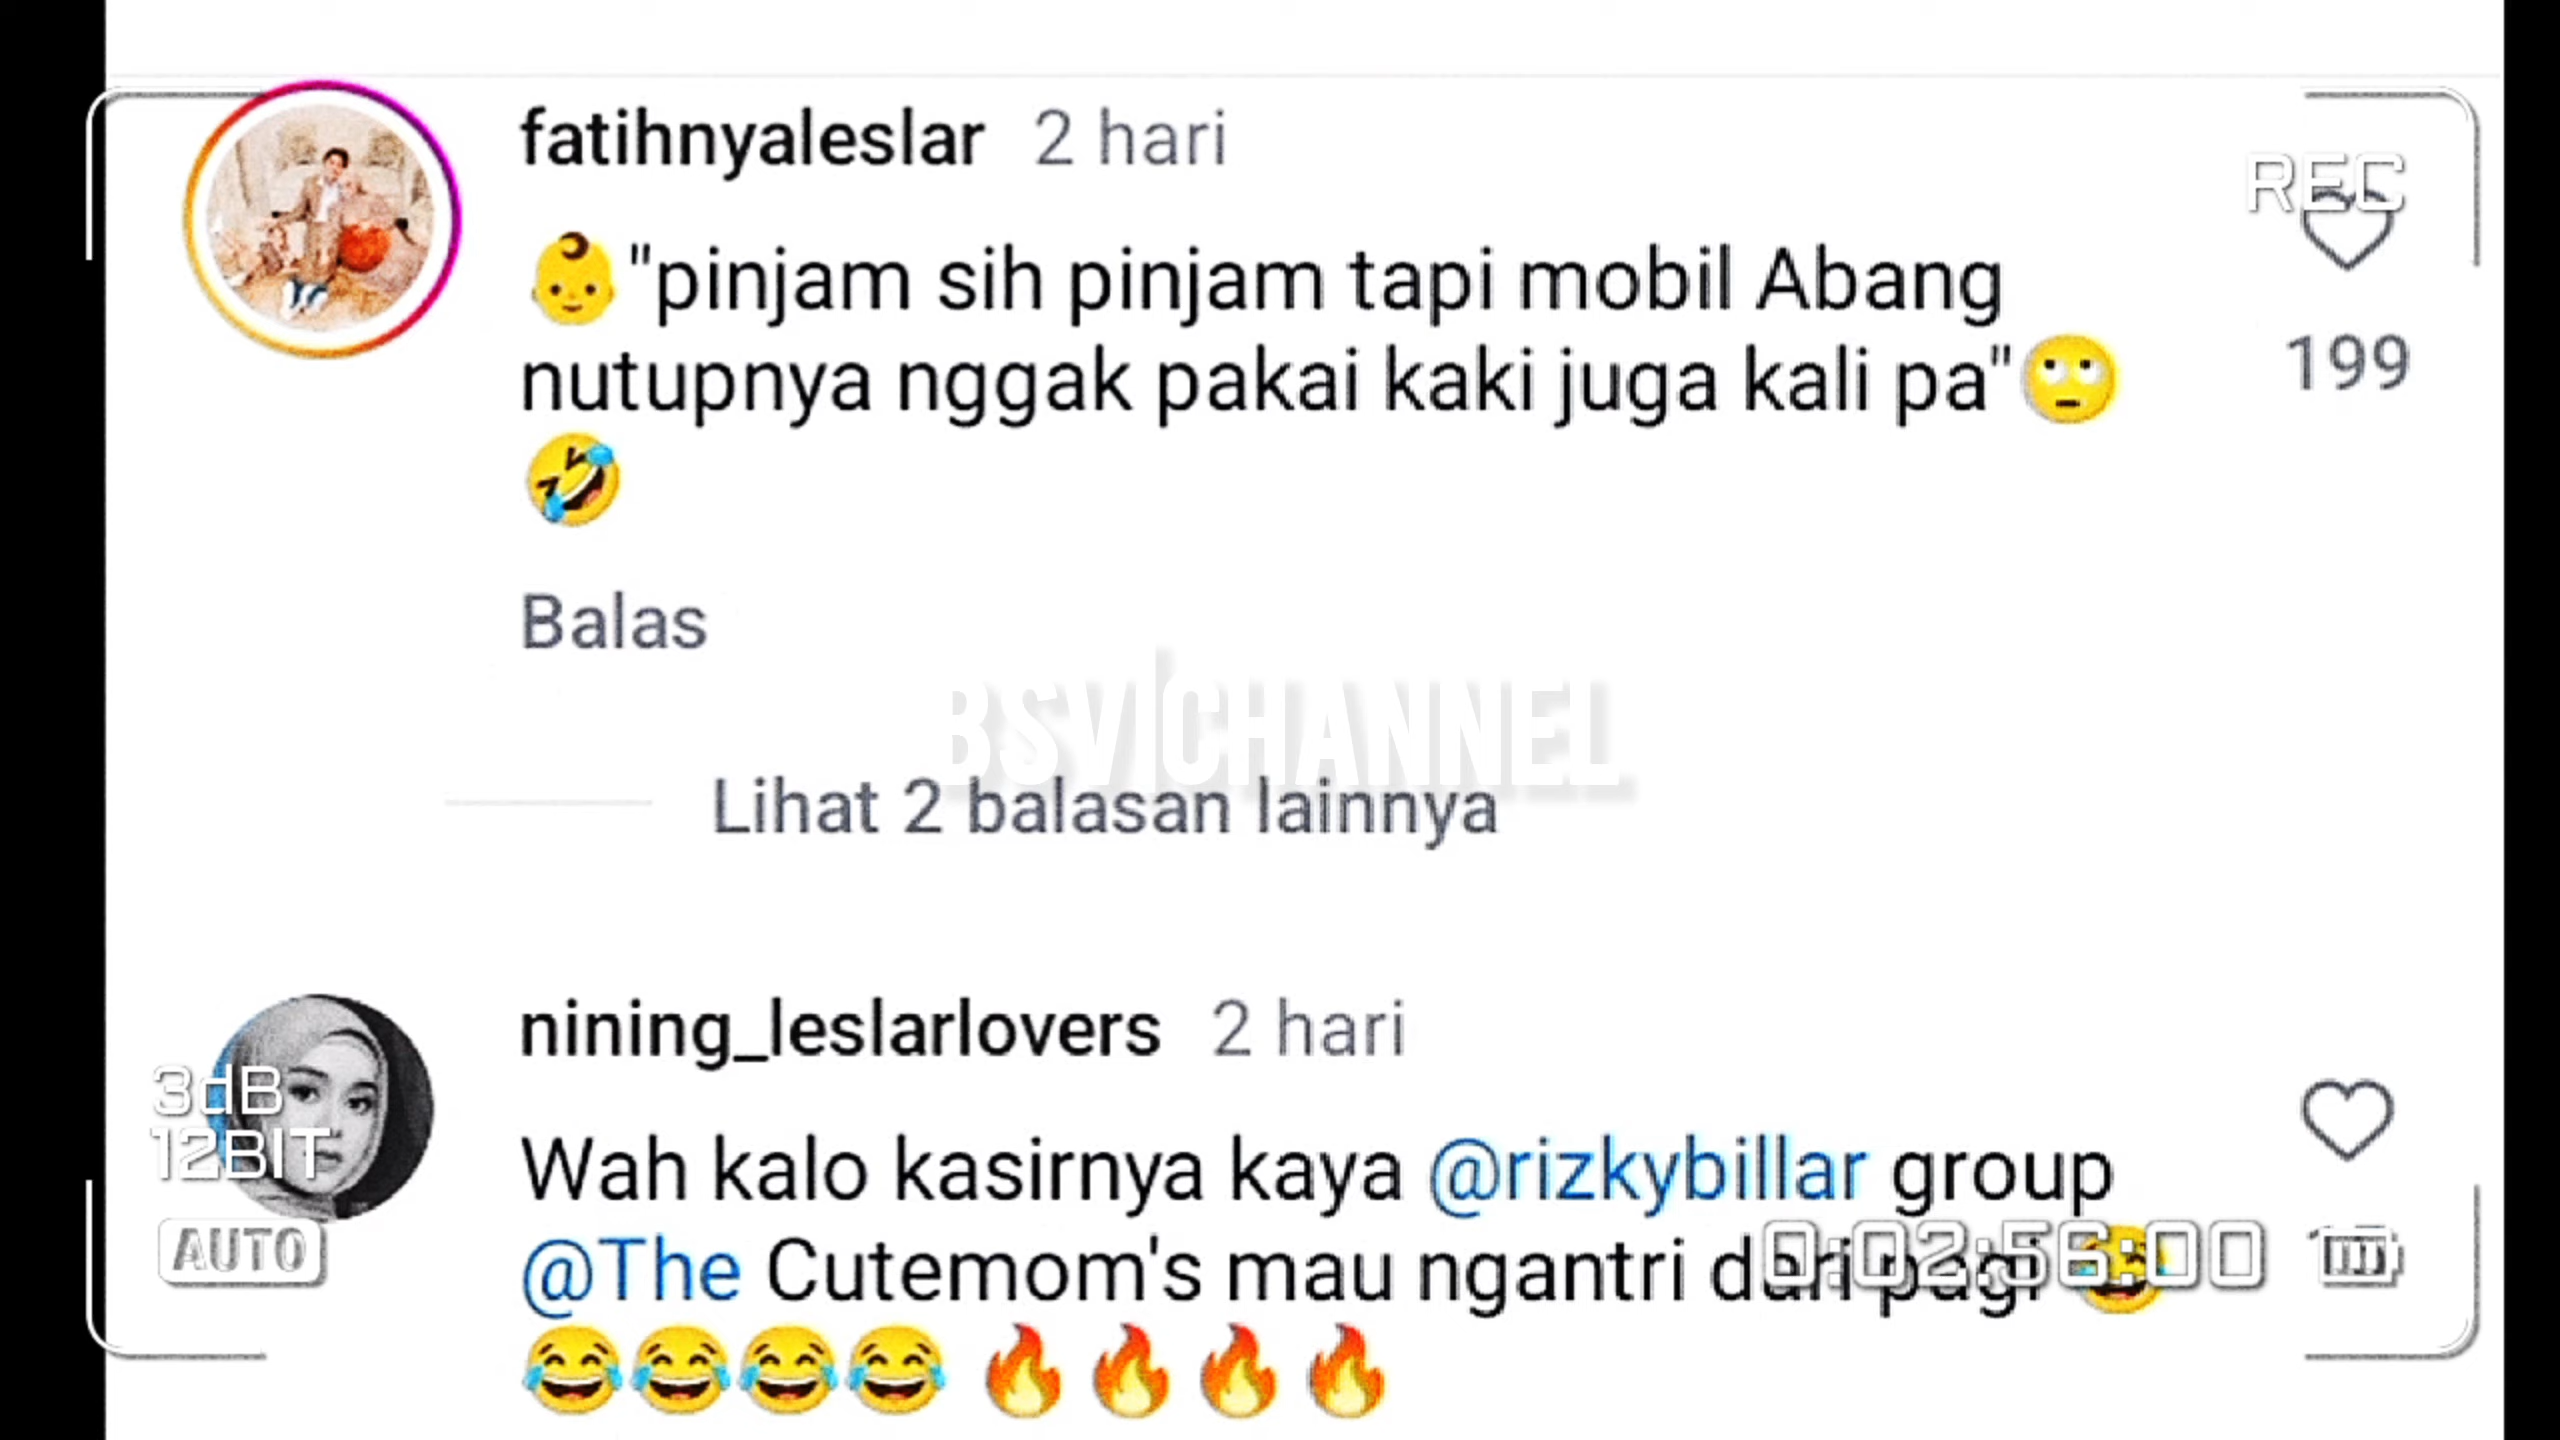 fatihnyaleslar 2 hari
REC
👶"pinjam sih pinjam tapi mobil Abang
nutupnya nggak pakai kaki juga kali pa"🙄
🤣
199
Balas
BSV|CHANNEL
Lihat 2 balasan lainnya
nining_leslarlovers 2 hari
Wah kalo kasirnya kaya @rizkybillar group
@The Cutemom's mau ngantri dari pagi 😂
😂😂😂😂 🔥🔥🔥🔥
3dB
12BIT
AUTO
0:02:56:00